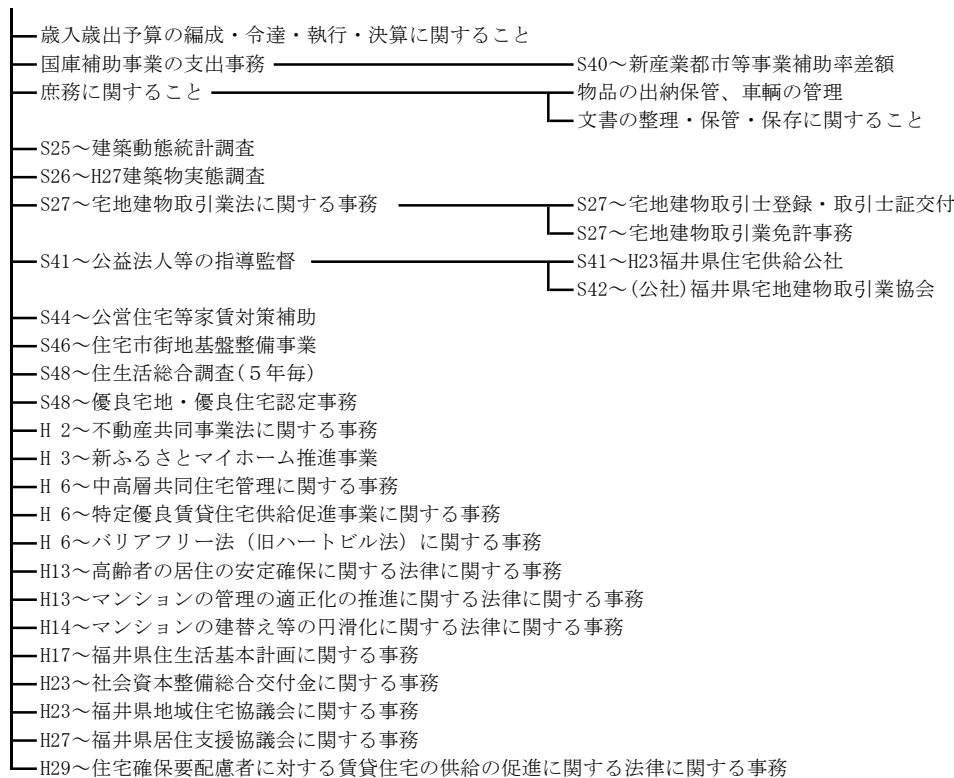 歳入歳出予算の編成・令達・執行・決算に関すること
国庫補助事業の支出事務 S40～新産業都市等事業補助率差額
庶務に関すること 物品の出納保管、車輌の管理
文書の整理・保管・保存に関すること
S25～建築動態統計調査
S26～H27建築物実態調査
S27～宅地建物取引業法に関する事務 S27～宅地建物取引士登録・取引士証交付
S27～宅地建物取引業免許事務
S41～公益法人等の指導監督 S41～H23福井県住宅供給公社
S42～(公社)福井県宅地建物取引業協会
S44～公営住宅等家賃対策補助
S46～住宅市街地基盤整備事業
S48～住生活総合調査(５年毎)
S48～優良宅地・優良住宅認定事務
H 2～不動産共同事業法に関する事務
H 3～新ふるさとマイホーム推進事業
H 6～中高層共同住宅管理に関する事務
H 6～特定優良賃貸住宅供給促進事業に関する事務
H 6～バリアフリー法（旧ハートビル法）に関する事務
H13～高齢者の居住の安定確保に関する法律に関する事務
H13～マンションの管理の適正化の推進に関する法律に関する事務
H14～マンションの建替え等の円滑化に関する法律に関する事務
H17～福井県住生活基本計画に関する事務
H23～社会資本整備総合交付金に関する事務
H23～福井県地域住宅協議会に関する事務
H27～福井県居住支援協議会に関する事務
H29～住宅確保要配慮者に対する賃貸住宅の供給の促進に関する法律に関する事務